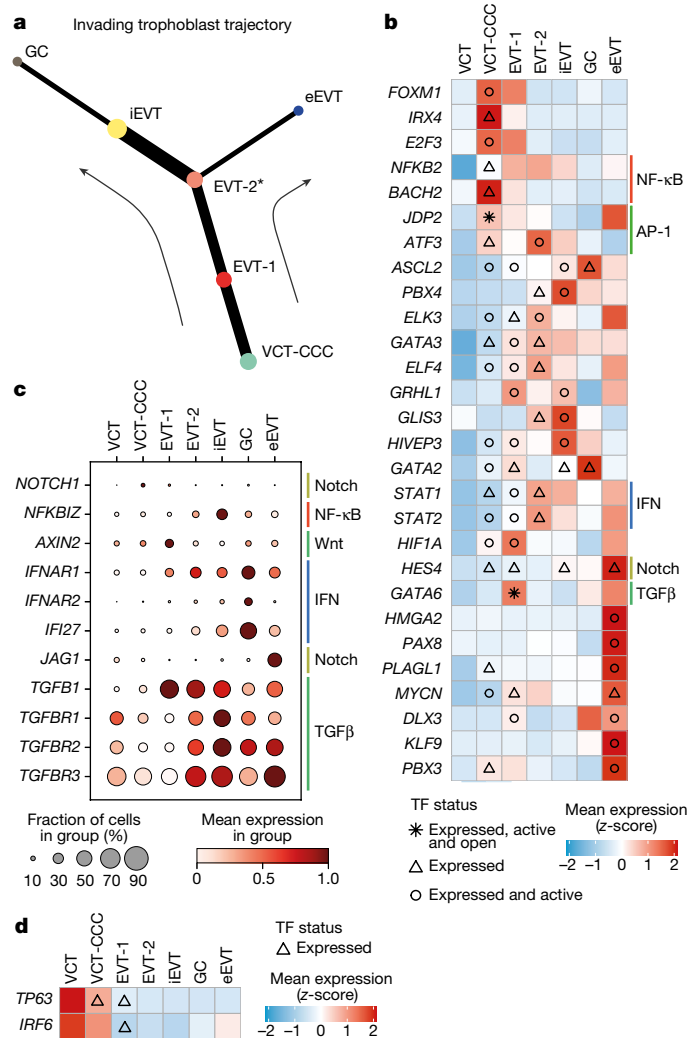 a
Invading trophoblast trajectory
GC
iEVT
eEVT
EVT-2*
EVT-1
VCT-CCC
b
VCT
VCT-CCC
EVT-1
EVT-2
iEVT
GC
eEVT
FOXM1
IRX4
E2F3
NFKB2
BACH2
JDP2
ATF3
ASCL2
PBX4
ELK3
GATA3
ELF4
GRHL1
GLIS3
HIVEP3
GATA2
STAT1
STAT2
HIF1A
HES4
GATA6
HMGA2
PAX8
PLAGL1
MYCN
DLX3
KLF9
PBX3
NF-κB
AP-1
IFN
Notch
TGFβ
TF status
Expressed, active
and open
Expressed
Expressed and active
Mean expression
(z-score)
−2 −1 0 1 2
c
VCT
VCT-CCC
EVT-1
EVT-2
iEVT
GC
eEVT
NOTCH1
NFKBIZ
AXIN2
IFNAR1
IFNAR2
IFI27
JAG1
TGFB1
TGFBR1
TGFBR2
TGFBR3
Notch
NF-κB
Wnt
IFN
Notch
TGFβ
Fraction of cells
in group (%)
10 30 50 70 90
Mean expression
in group
0 0.5 1.0
d
VCT
VCT-CCC
EVT-1
EVT-2
iEVT
GC
eEVT
TP63
IRF6
TF status
Expressed
Mean expression
(z-score)
−2 −1 0 1 2